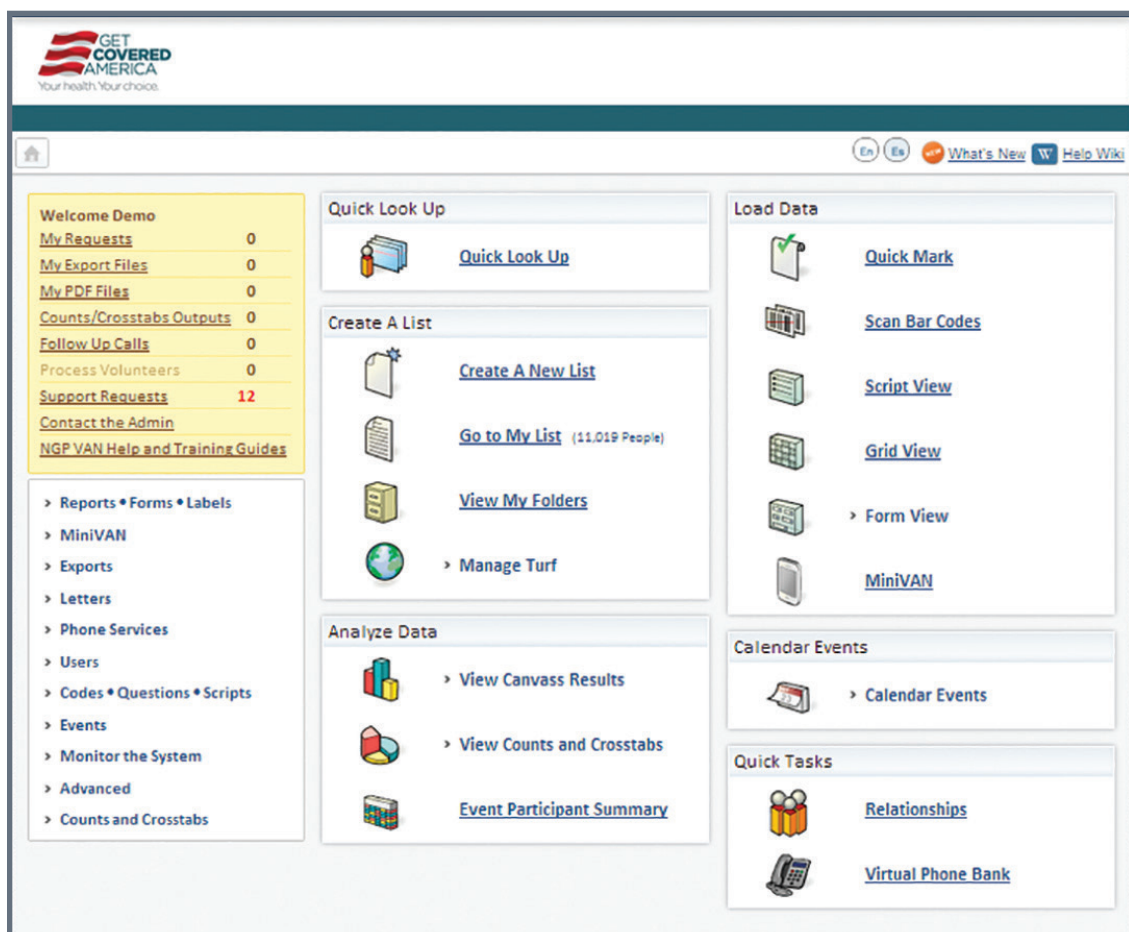 GET
COVERED
AMERICA
Your health. Your choice.
En Es NEW What's New W Help Wiki
Welcome Demo
My Requests 0
My Export Files 0
My PDF Files 0
Counts/Crosstabs Outputs 0
Follow Up Calls 0
Process Volunteers 0
Support Requests 12
Contact the Admin
NGP VAN Help and Training Guides
> Reports • Forms • Labels
> MiniVAN
> Exports
> Letters
> Phone Services
> Users
> Codes • Questions • Scripts
> Events
> Monitor the System
> Advanced
> Counts and Crosstabs
Quick Look Up
Quick Look Up
Create A List
Create A New List
Go to My List (11,019 People)
View My Folders
> Manage Turf
Analyze Data
> View Canvass Results
> View Counts and Crosstabs
Event Participant Summary
Load Data
Quick Mark
Scan Bar Codes
Script View
Grid View
> Form View
MiniVAN
Calendar Events
> Calendar Events
Quick Tasks
Relationships
Virtual Phone Bank